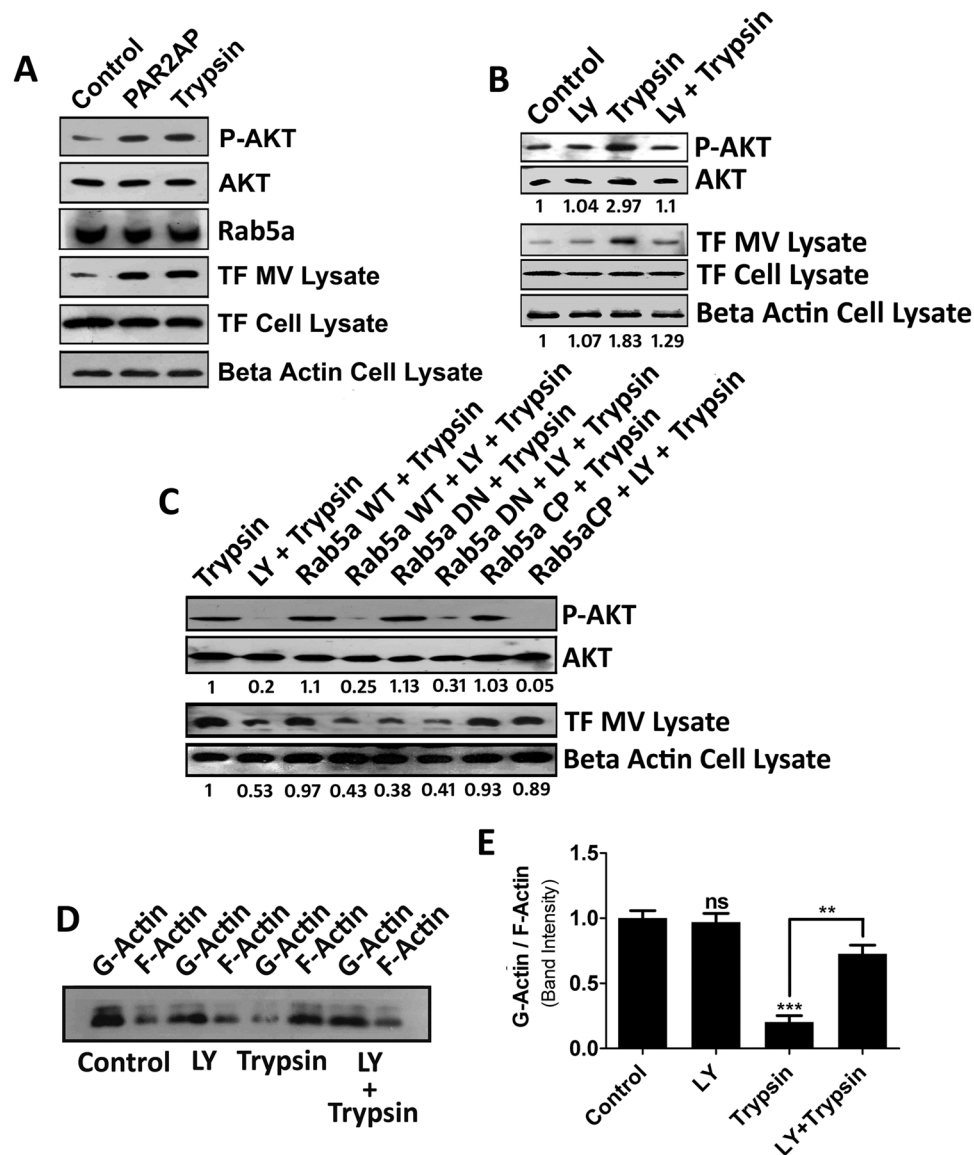 A
Control
PAR2AP
Trypsin
P-AKT
AKT
Rab5a
TF MV Lysate
TF Cell Lysate
Beta Actin Cell Lysate
B
Control
Ly
Trypsin
Ly + Trypsin
P-AKT
AKT
1 1.04 2.97 1.1
TF MV Lysate
TF Cell Lysate
Beta Actin Cell Lysate
1 1.07 1.83 1.29
C
Trypsin
LY + Trypsin
Rab5a WT + Trypsin
Rab5a WT + LY + Trypsin
Rab5a DN + Trypsin
Rab5a DN + LY + Trypsin
Rab5a CP + Trypsin
Rab5aCP + LY + Trypsin
P-AKT
AKT
1 0.2 1.1 0.25 1.13 0.31 1.03 0.05
TF MV Lysate
Beta Actin Cell Lysate
1 0.53 0.97 0.43 0.38 0.41 0.93 0.89
D
G-Actin
F-Actin
G-Actin
F-Actin
G-Actin
F-Actin
G-Actin
F-Actin
Control LY Trypsin LY
+
Trypsin
E
G-Actin / F-Actin
(Band Intensity)
1.5
1.0
0.5
0.0
ns
***
**
Control
LY
Trypsin
LY+Trypsin